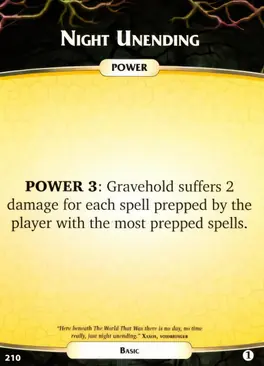 NIGHT UNENDING
POWER
POWER 3: Gravehold suffers 2
damage for each spell prepped by the
player with the most prepped spells.
"Here beneath The World That Was there is no day, no time
really, just night unending." XAXOS, VOIDBRINGER
BASIC
210
1